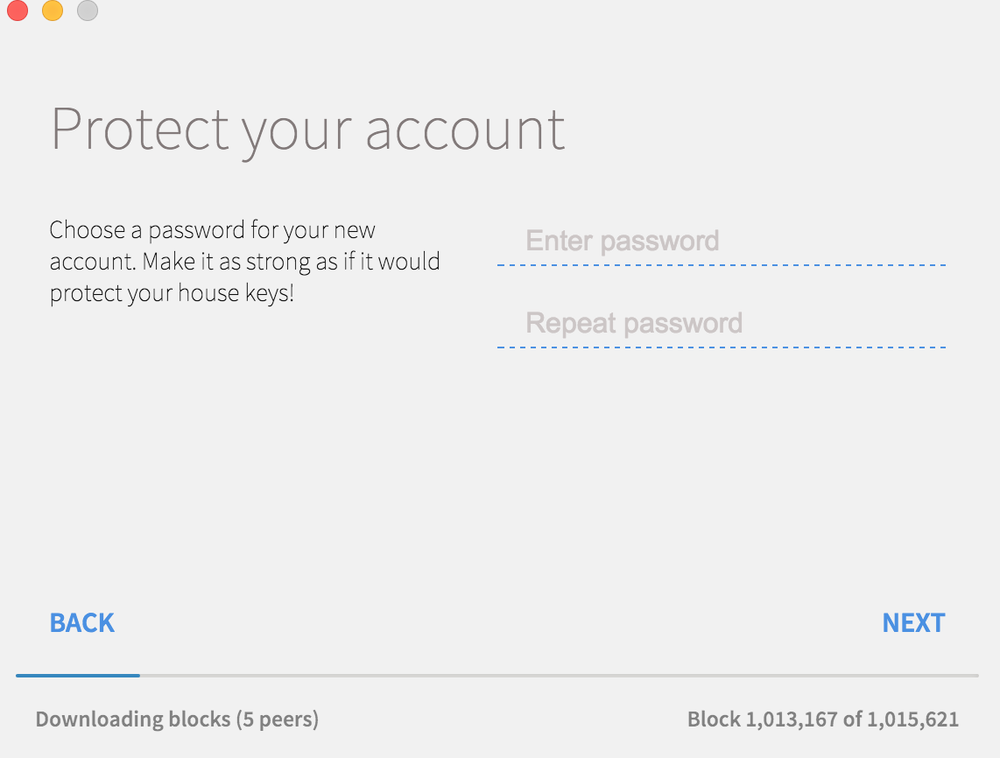 Protect your account
Choose a password for your new
account. Make it as strong as if it would
protect your house keys!
Enter password
Repeat password
BACK
NEXT
Downloading blocks (5 peers)
Block 1,013,167 of 1,015,621